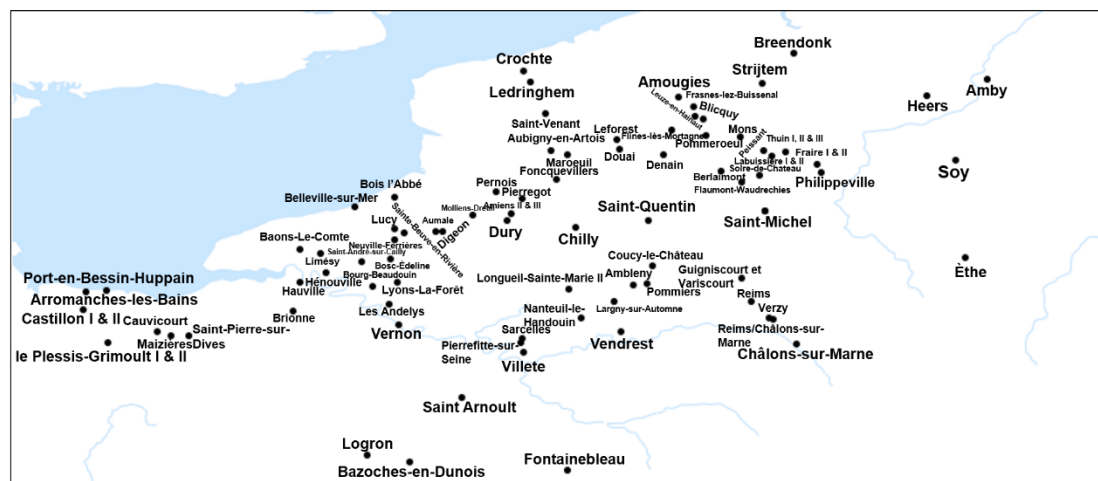 Breendonk
Crochte
Strijtem
Amougies
Ledringhem
Frasnes-lez-Buissenal
Amby
Leuze-en-Hainaut
Blicquy
Heers
Saint-Venant
Leforest
Flines-lès-Mortagne
Mons
Thuin I, II & III
Aubigny-en-Artois
Pommeroeul
Peissant
Fraire I & II
Maroeuil
Douai
Denain
Labuissière I & II
Soire-de-Chateau
Soy
Foncquevillers
Berlaimont
Philippeville
Bois l'Abbé
Pernois
Flaumont-Waudrechies
Belleville-sur-Mer
Pierregot
Molliens-Dreuil
Amiens II & III
Saint-Quentin
Saint-Michel
Lucy
Sainte-Beuve-en-Rivière
Aumale
Digeon
Dury
Chilly
Baons-Le-Comte
Neuville-Ferrières
Saint-André-sur-Cailly
Limésy
Bosc-Édeline
Coucy-le-Château
Èthe
Port-en-Bessin-Huppain
Hénouville
Bourg-Beaudouin
Longueil-Sainte-Marie II
Ambleny
Guigniscourt et
Variscourt
Hauville
Lyons-La-Forêt
Pommiers
Arromanches-les-Bains
Reims
Castillon I & II
Les Andelys
Nanteuil-le-
Handouin
Largny-sur-Automne
Verzy
Cauvicourt
Brionne
Saint-Pierre-sur-
Dives
Vernon
Sarcelles
Vendrest
Reims/Châlons-sur-
Marne
Maizières
Pierrefitte-sur-
Seine
le Plessis-Grimoult I & II
Villete
Châlons-sur-Marne
Saint Arnoult
Logron
Bazoches-en-Dunois
Fontainebleau